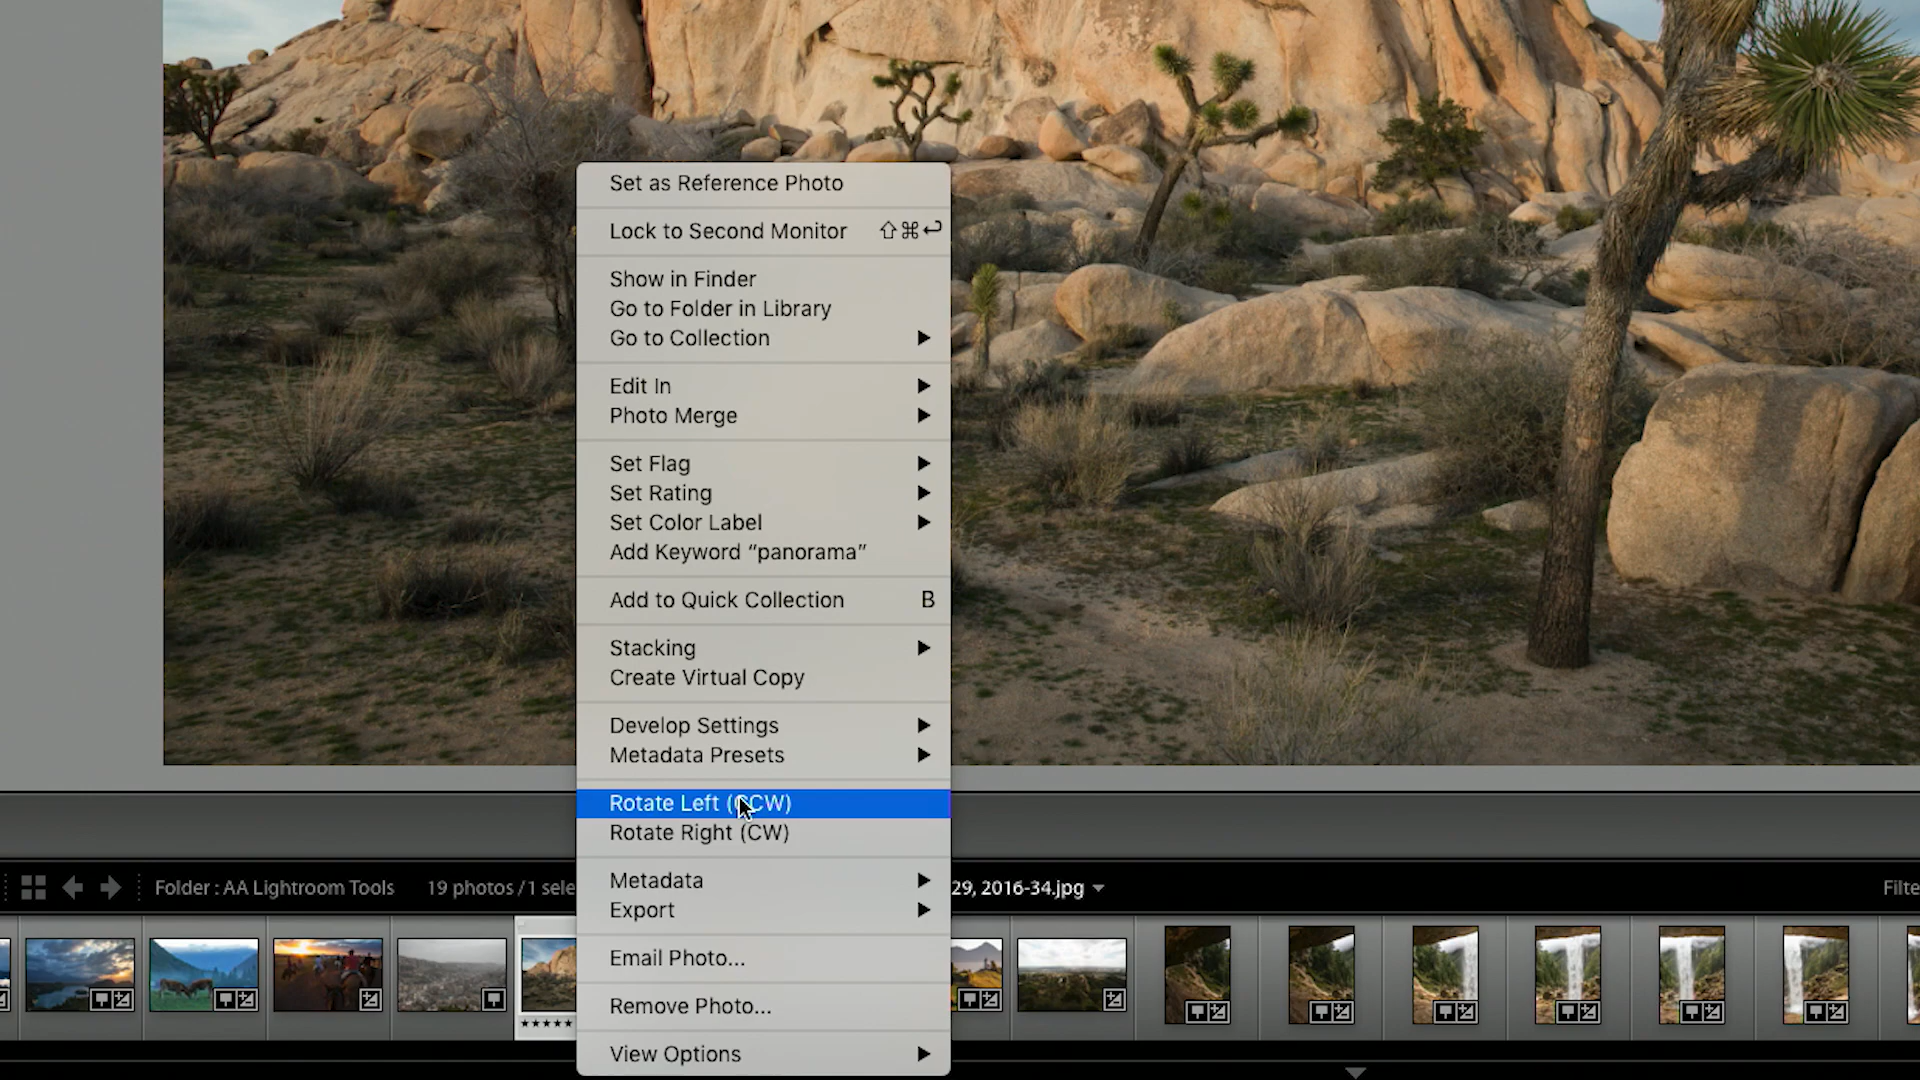 Set as Reference Photo
Lock to Second Monitor ⇧⌘↩
Show in Finder
Go to Folder in Library
Go to Collection
Edit In
Photo Merge
Set Flag
Set Rating
Set Color Label
Add Keyword “panorama”
Add to Quick Collection B
Stacking
Create Virtual Copy
Develop Settings
Metadata Presets
Rotate Left (CCW)
Rotate Right (CW)
Metadata
Export
Email Photo...
Remove Photo...
View Options
Folder : AA Lightroom Tools 19 photos / 1 sele 29, 2016-34.jpg Filte